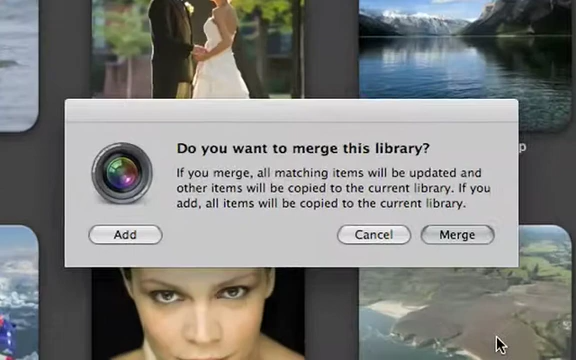 Do you want to merge this library?
If you merge, all matching items will be updated and
other items will be copied to the current library. If you
add, all items will be copied to the current library.
Add
Cancel
Merge